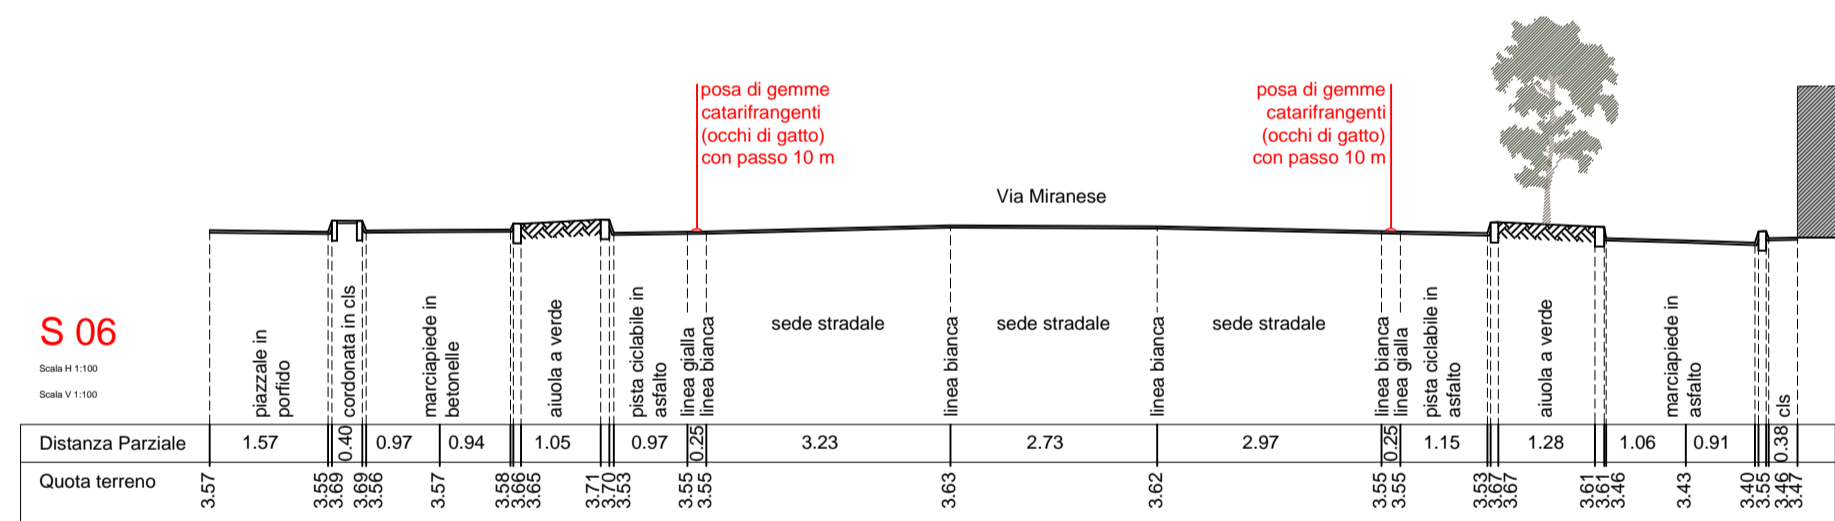 posa di gemme
catarifrangenti
(occhi di gatto)
con passo 10 m
posa di gemme
catarifrangenti
(occhi di gatto)
con passo 10 m
Via Miranese
S 06
Scala H 1:100
Scala V 1:100
piazzale in
porfido
cordonata in cls
marciapiede in
betonelle
aiuola a verde
pista ciclabile in
asfalto
linea gialla
linea bianca
sede stradale
linea bianca
sede stradale
linea bianca
sede stradale
linea bianca
linea gialla
pista ciclabile in
asfalto
aiuola a verde
marciapiede in
asfalto
cls
Distanza Parziale 1.57 0.40 0.97 0.94 1.05 0.97 0.25 3.23 2.73 2.97 0.25 1.15 1.28 1.06 0.91 0.38
Quota terreno 3.57 3.55 3.69 3.69 3.56 3.57 3.58 3.66 3.65 3.71 3.70 3.53 3.55 3.55 3.63 3.62 3.55 3.55 3.53 3.67 3.67 3.61 3.61 3.46 3.43 3.40 3.55 3.46 3.47